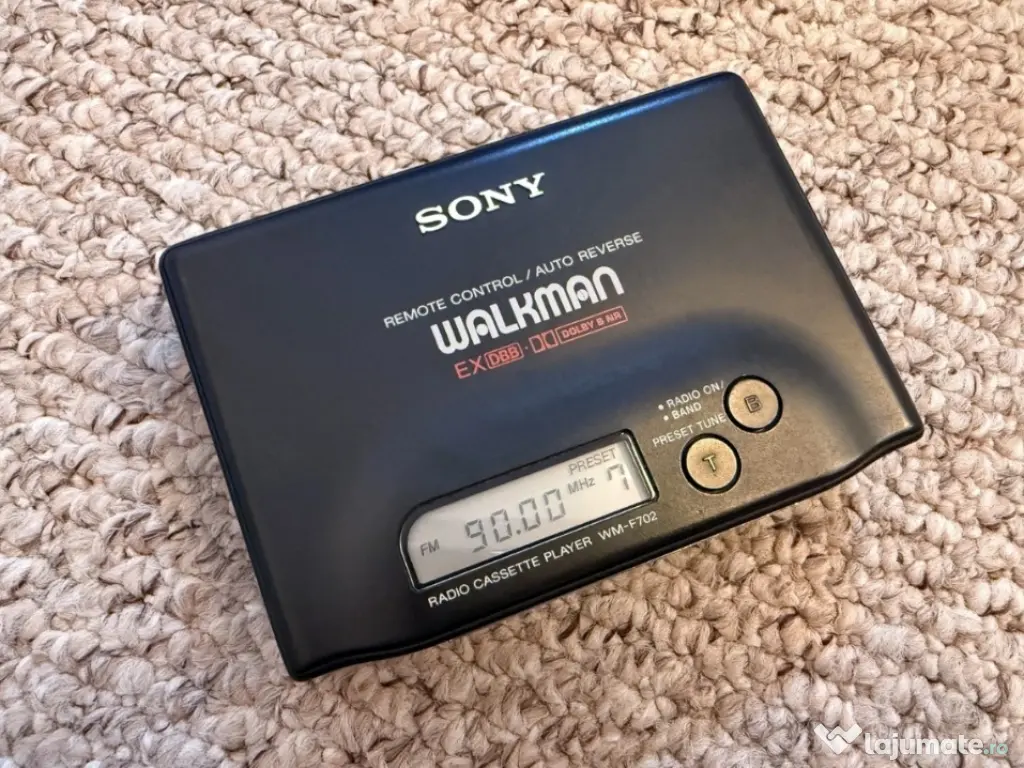 SONY
REMOTE CONTROL / AUTO REVERSE
WALKMAN
EX DBB · DOLBY B NR
• RADIO ON/
• BAND
B
PRESET TUNE
T
PRESET
FM 90.00 MHz 7
RADIO CASSETTE PLAYER WM-F702
lajumate.ro